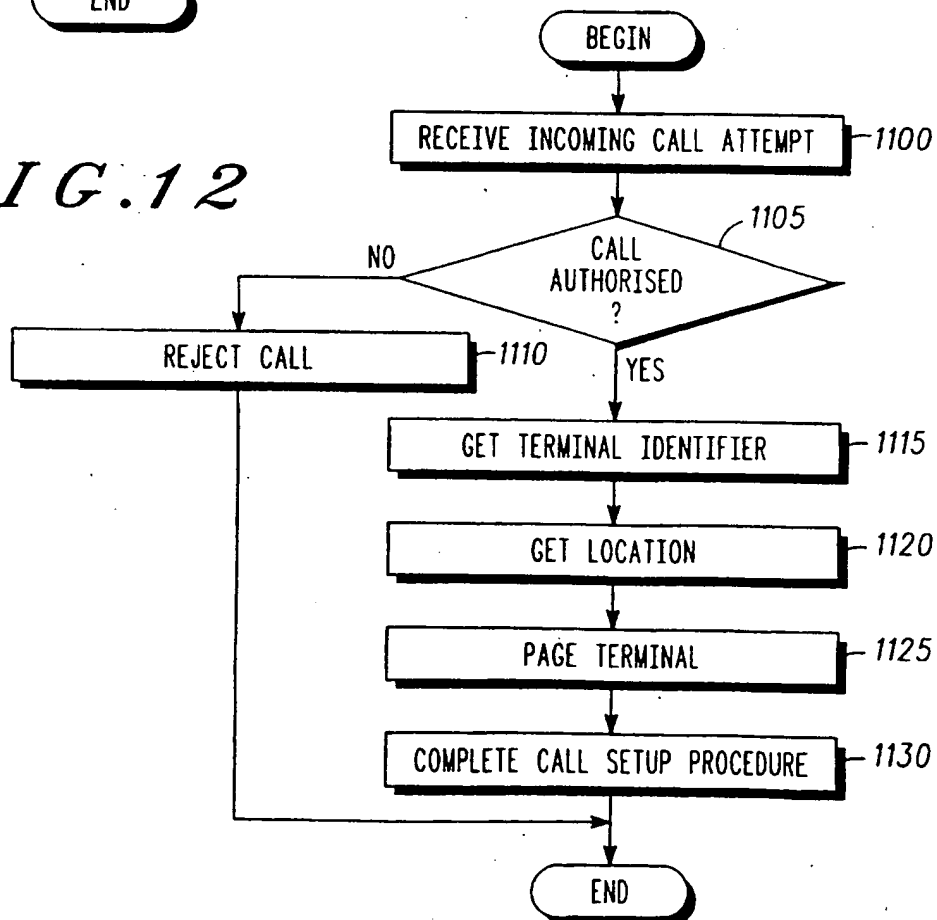 END
BEGIN
RECEIVE INCOMING CALL ATTEMPT
1100
IG.12
1105
CALL
AUTHORISED
?
NO
YES
REJECT CALL
1110
GET TERMINAL IDENTIFIER
1115
GET LOCATION
1120
PAGE TERMINAL
1125
COMPLETE CALL SETUP PROCEDURE
1130
END